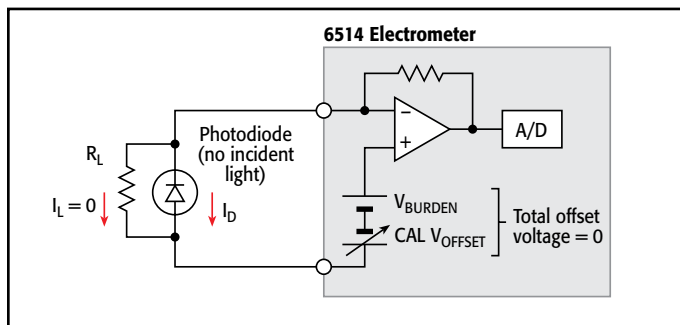 6514 Electrometer
Photodiode
(no incident
light)
R_L
I_L = 0
I_D
–
+
A/D
V_BURDEN
CAL V_OFFSET
Total offset
voltage = 0